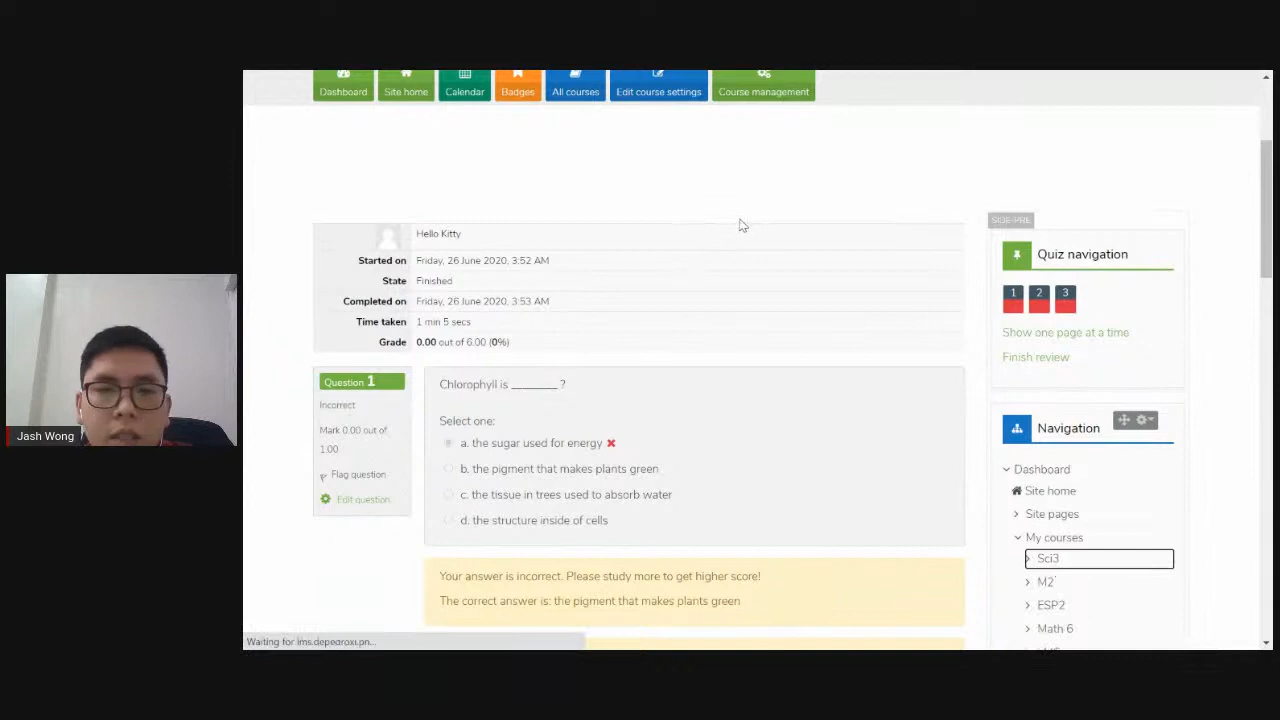 Dashboard
Site home
Calendar
Badges
All courses
Edit course settings
Course management
Hello Kitty
Started on Friday, 26 June 2020, 3:52 AM
State Finished
Completed on Friday, 26 June 2020, 3:53 AM
Time taken 1 min 5 secs
Grade 0.00 out of 6.00 (0%)
Question 1
Incorrect
Mark 0.00 out of
1.00
Flag question
Edit question
Chlorophyll is ________ ?
Select one:
a. the sugar used for energy
b. the pigment that makes plants green
c. the tissue in trees used to absorb water
d. the structure inside of cells
Your answer is incorrect. Please study more to get higher score!
The correct answer is: the pigment that makes plants green
SIDE-PRE
Quiz navigation
1 2 3
Show one page at a time
Finish review
Navigation
Dashboard
Site home
Site pages
My courses
Sci3
M2
ESP2
Math 6
Jash Wong
Waiting for